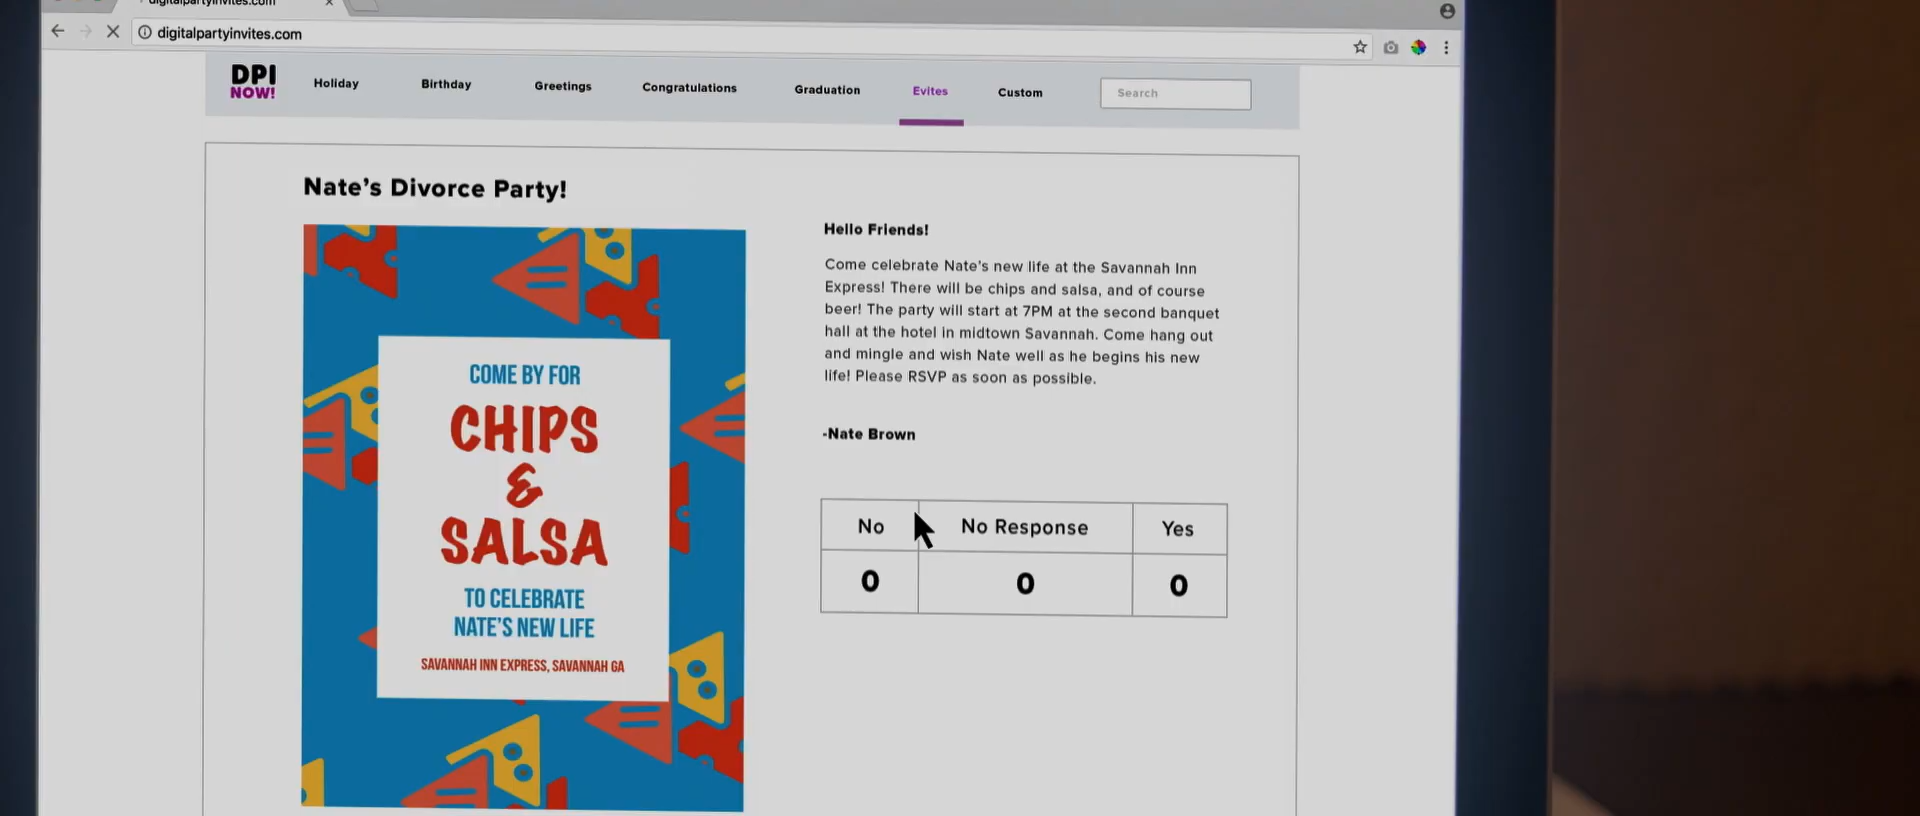 digitalpartyinvites.com
digitalpartyinvites.com
DPI
NOW!
Holiday
Birthday
Greetings
Congratulations
Graduation
Evites
Custom
Search
Nate's Divorce Party!
COME BY FOR
CHIPS
&
SALSA
TO CELEBRATE
NATE'S NEW LIFE
SAVANNAH INN EXPRESS, SAVANNAH GA
Hello Friends!
Come celebrate Nate's new life at the Savannah Inn
Express! There will be chips and salsa, and of course
beer! The party will start at 7PM at the second banquet
hall at the hotel in midtown Savannah. Come hang out
and mingle and wish Nate well as he begins his new
life! Please RSVP as soon as possible.
-Nate Brown
No
No Response
Yes
0
0
0